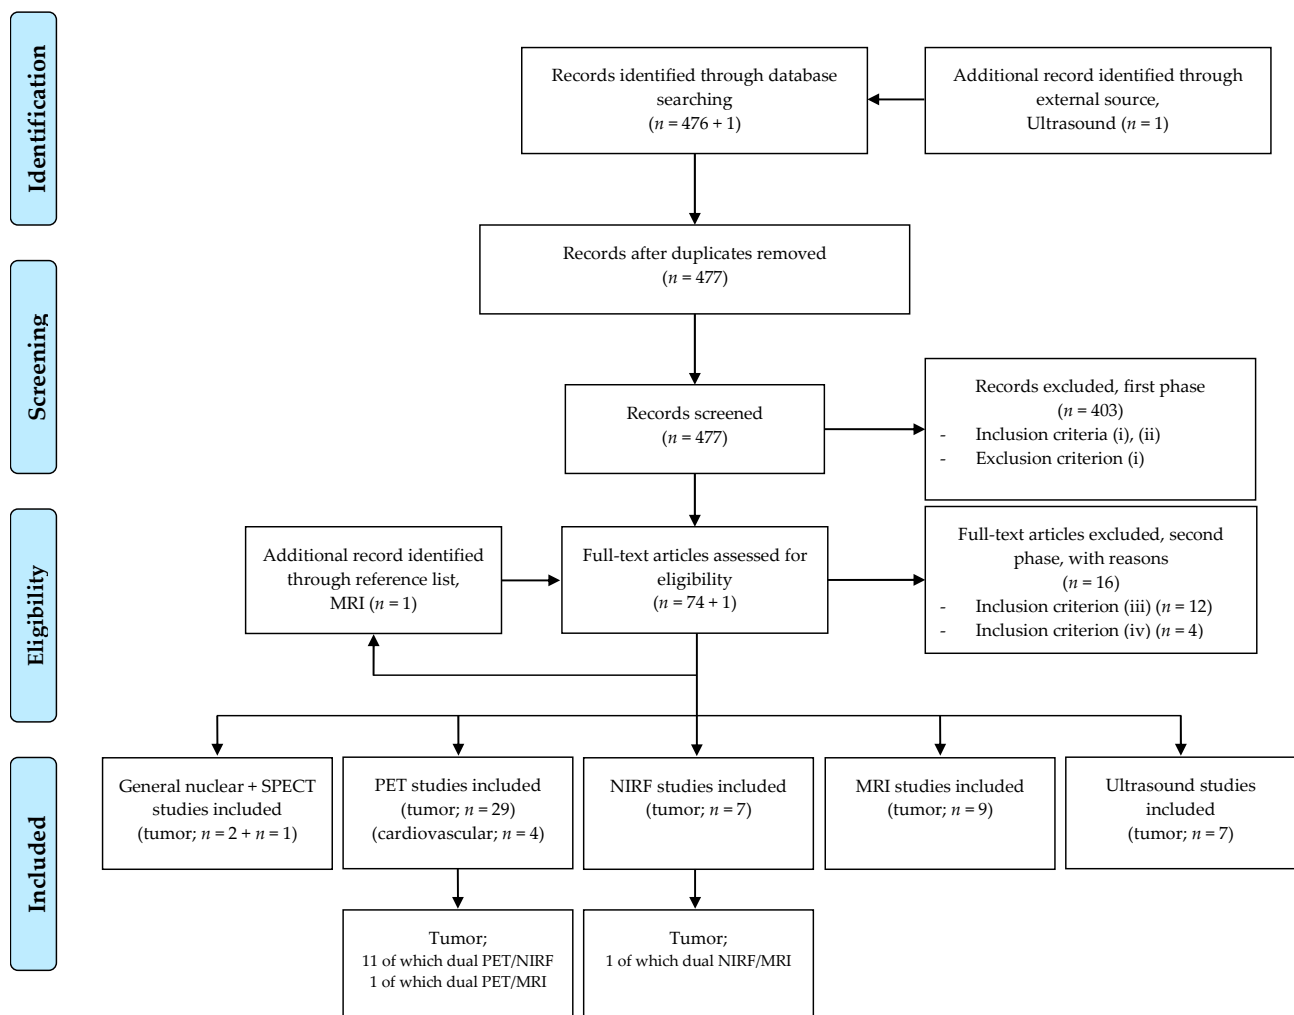 Identification
Records identified through database
searching
(n = 476 + 1)
Additional record identified through
external source,
Ultrasound (n = 1)
Records after duplicates removed
(n = 477)
Screening
Records screened
(n = 477)
Records excluded, first phase
(n = 403)
- Inclusion criteria (i), (ii)
- Exclusion criterion (i)
Eligibility
Additional record identified
through reference list,
MRI (n = 1)
Full-text articles assessed for
eligibility
(n = 74 + 1)
Full-text articles excluded, second
phase, with reasons
(n = 16)
- Inclusion criterion (iii) (n = 12)
- Inclusion criterion (iv) (n = 4)
Included
General nuclear + SPECT
studies included
(tumor; n = 2 + n = 1)
PET studies included
(tumor; n = 29)
(cardiovascular; n = 4)
NIRF studies included
(tumor; n = 7)
MRI studies included
(tumor; n = 9)
Ultrasound studies
included
(tumor; n = 7)
Tumor;
11 of which dual PET/NIRF
1 of which dual PET/MRI
Tumor;
1 of which dual NIRF/MRI